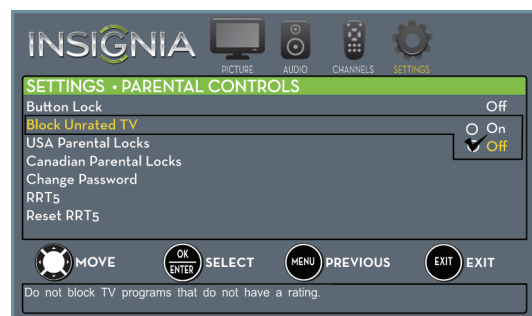 INSIGNIA
PICTURE AUDIO CHANNELS SETTINGS
SETTINGS • PARENTAL CONTROLS
Button Lock Off
Block Unrated TV On
USA Parental Locks Off
Canadian Parental Locks
Change Password
RRT5
Reset RRT5
MOVE OK ENTER SELECT MENU PREVIOUS EXIT EXIT
Do not block TV programs that do not have a rating.